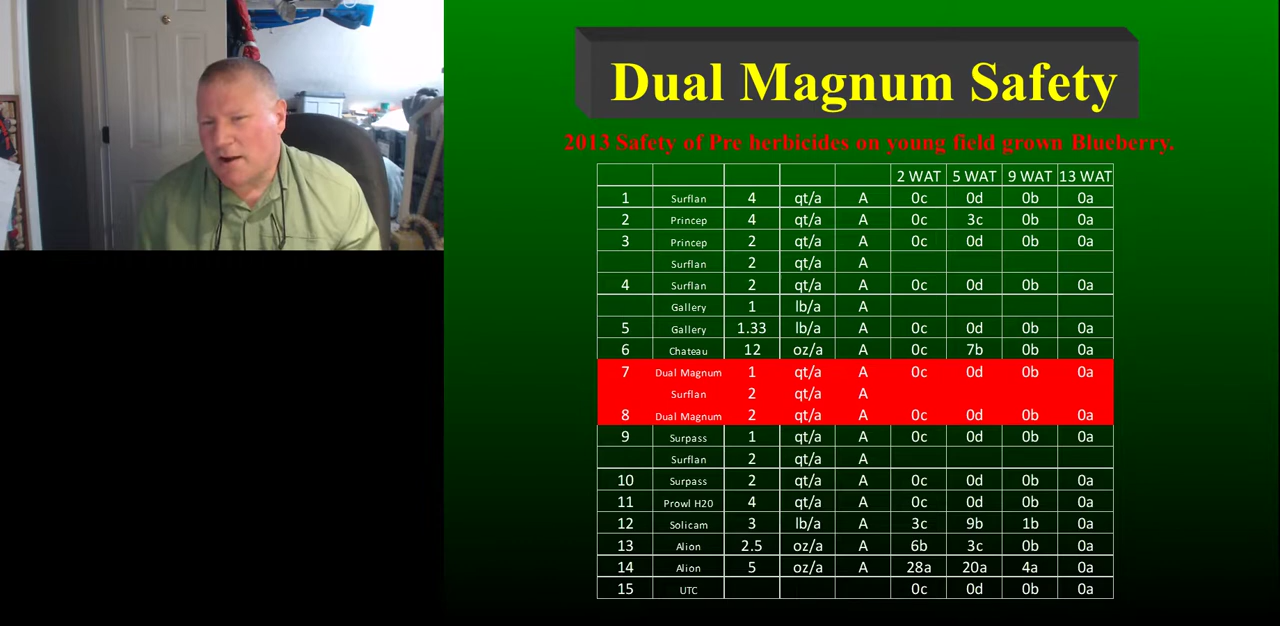 Dual Magnum Safety
2013 Safety of Pre herbicides on young field grown Blueberry.
2 WAT 5 WAT 9 WAT 13 WAT
1 Surflan 4 qt/a A 0c 0d 0b 0a
2 Princep 4 qt/a A 0c 3c 0b 0a
3 Princep 2 qt/a A 0c 0d 0b 0a
Surflan 2 qt/a A
4 Surflan 2 qt/a A 0c 0d 0b 0a
Gallery 1 lb/a A
5 Gallery 1.33 lb/a A 0c 0d 0b 0a
6 Chateau 12 oz/a A 0c 7b 0b 0a
7 Dual Magnum 1 qt/a A 0c 0d 0b 0a
Surflan 2 qt/a A
8 Dual Magnum 2 qt/a A 0c 0d 0b 0a
9 Surpass 1 qt/a A 0c 0d 0b 0a
Surflan 2 qt/a A
10 Surpass 2 qt/a A 0c 0d 0b 0a
11 Prowl H20 4 qt/a A 0c 0d 0b 0a
12 Solicam 3 lb/a A 3c 9b 1b 0a
13 Alion 2.5 oz/a A 6b 3c 0b 0a
14 Alion 5 oz/a A 28a 20a 4a 0a
15 UTC 0c 0d 0b 0a